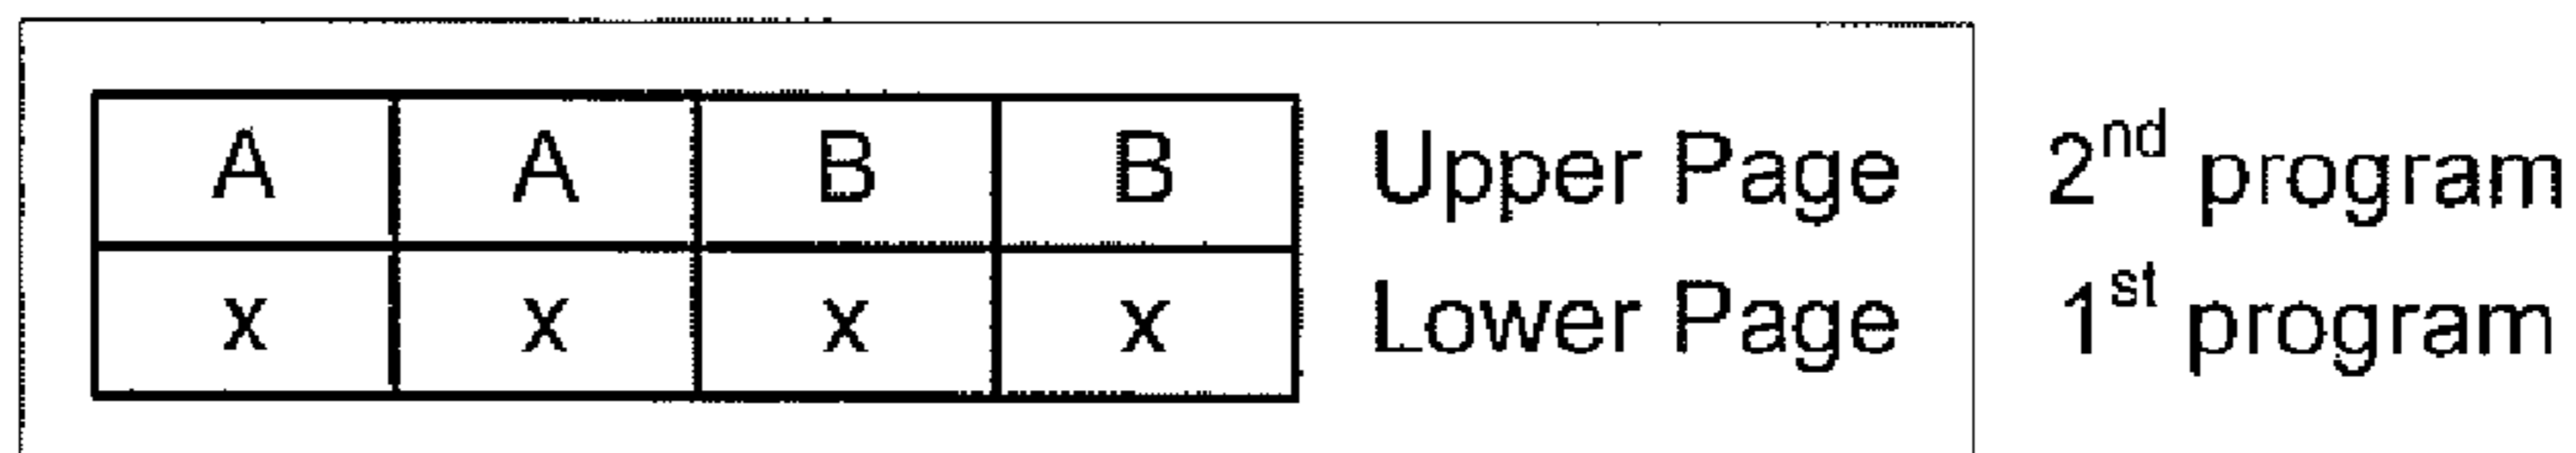 A A B B Upper Page 2nd program
x x x x Lower Page 1st program